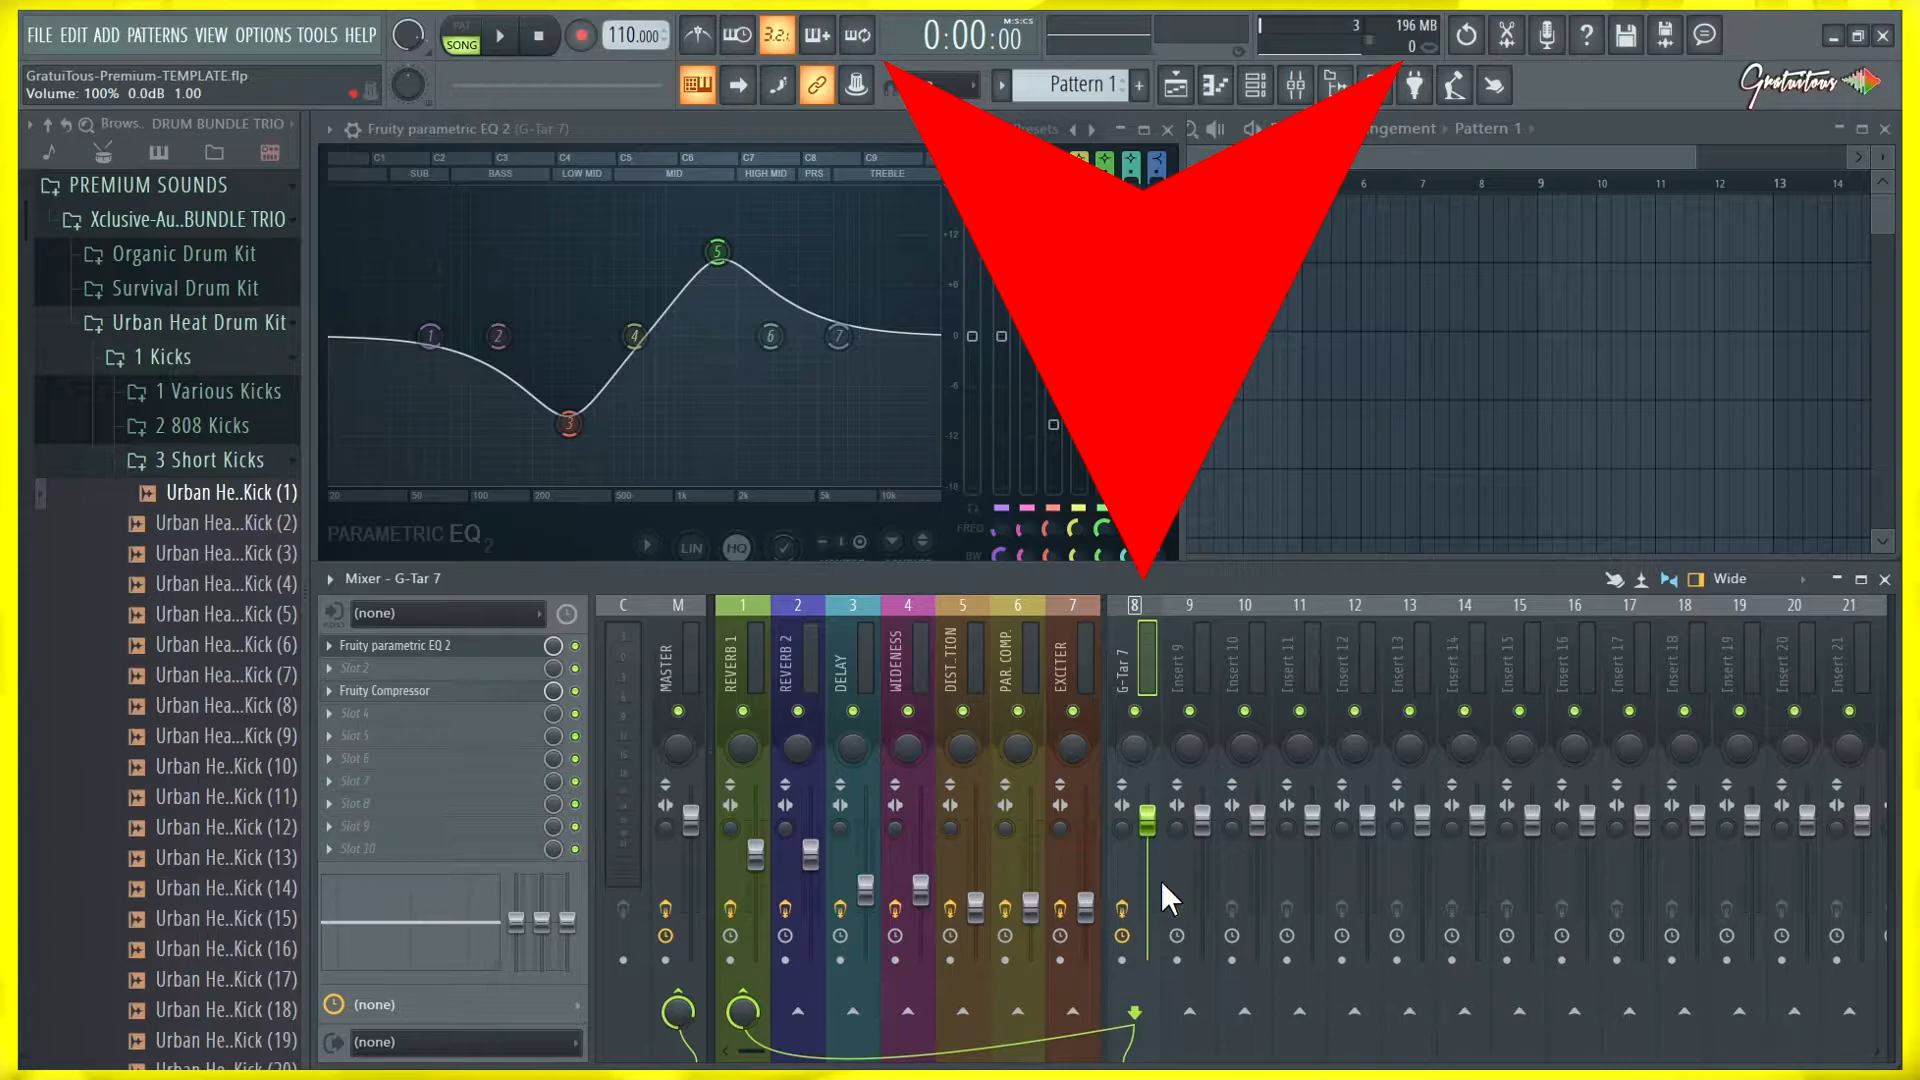 FILE EDIT ADD PATTERNS VIEW OPTIONS TOOLS HELP
PAT
SONG
110.000
3.2
0:00:00
M:S:CS
3
196 MB
0
GratuiTous-Premium-TEMPLATE.flp
Volume: 100% 0.0dB 1.00
Pattern 1
Gratuitous
Brows.. DRUM BUNDLE TRIO
PREMIUM SOUNDS
Xclusive-Au..BUNDLE TRIO
Organic Drum Kit
Survival Drum Kit
Urban Heat Drum Kit
1 Kicks
1 Various Kicks
2 808 Kicks
3 Short Kicks
Urban He..Kick (1)
Urban Hea...Kick (2)
Urban Hea...Kick (3)
Urban Hea...Kick (4)
Urban Hea...Kick (5)
Urban Hea...Kick (6)
Urban Hea...Kick (7)
Urban Hea...Kick (8)
Urban Hea...Kick (9)
Urban He..Kick (10)
Urban He..Kick (11)
Urban He..Kick (12)
Urban He..Kick (13)
Urban He..Kick (14)
Urban He..Kick (15)
Urban He..Kick (16)
Urban He..Kick (17)
Urban He..Kick (18)
Urban He..Kick (19)
Fruity parametric EQ 2 (G-Tar 7)
Presets
C1 C2 C3 C4 C5 C6 C7 C8 C9
SUB BASS LOW MID MID HIGH MID PRS TREBLE
1 2 3 4 5 6 7
+12
+6
0
-6
-12
-18
20 50 100 200 500 1k 2k 5k 10k
PARAMETRIC EQ 2
LIN
HQ
FREQ
BW
ngement
Pattern 1
6 7 8 9 10 11 12 13 14
Mixer - G-Tar 7
Wide
(none)
Fruity parametric EQ 2
Slot 2
Fruity Compressor
Slot 4
Slot 5
Slot 6
Slot 7
Slot 8
Slot 9
Slot 10
(none)
(none)
C M 1 2 3 4 5 6 7 8 9 10 11 12 13 14 15 16 17 18 19 20 21
MASTER
REVERB 1
REVERB 2
DELAY
WIDENESS
DIST..TION
PAR. COMP.
EXCITER
G-Tar 7
Insert 9
Insert 10
Insert 11
Insert 12
Insert 13
Insert 14
Insert 15
Insert 16
Insert 17
Insert 18
Insert 19
Insert 20
Insert 21